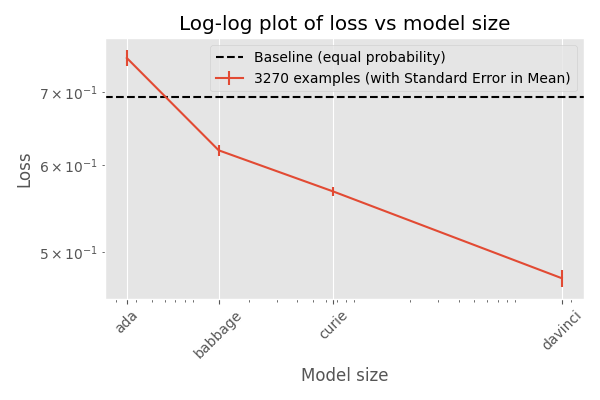 Log-log plot of loss vs model size
Baseline (equal probability)
3270 examples (with Standard Error in Mean)
7 × 10⁻¹
6 × 10⁻¹
5 × 10⁻¹
Loss
ada
babbage
curie
davinci
Model size